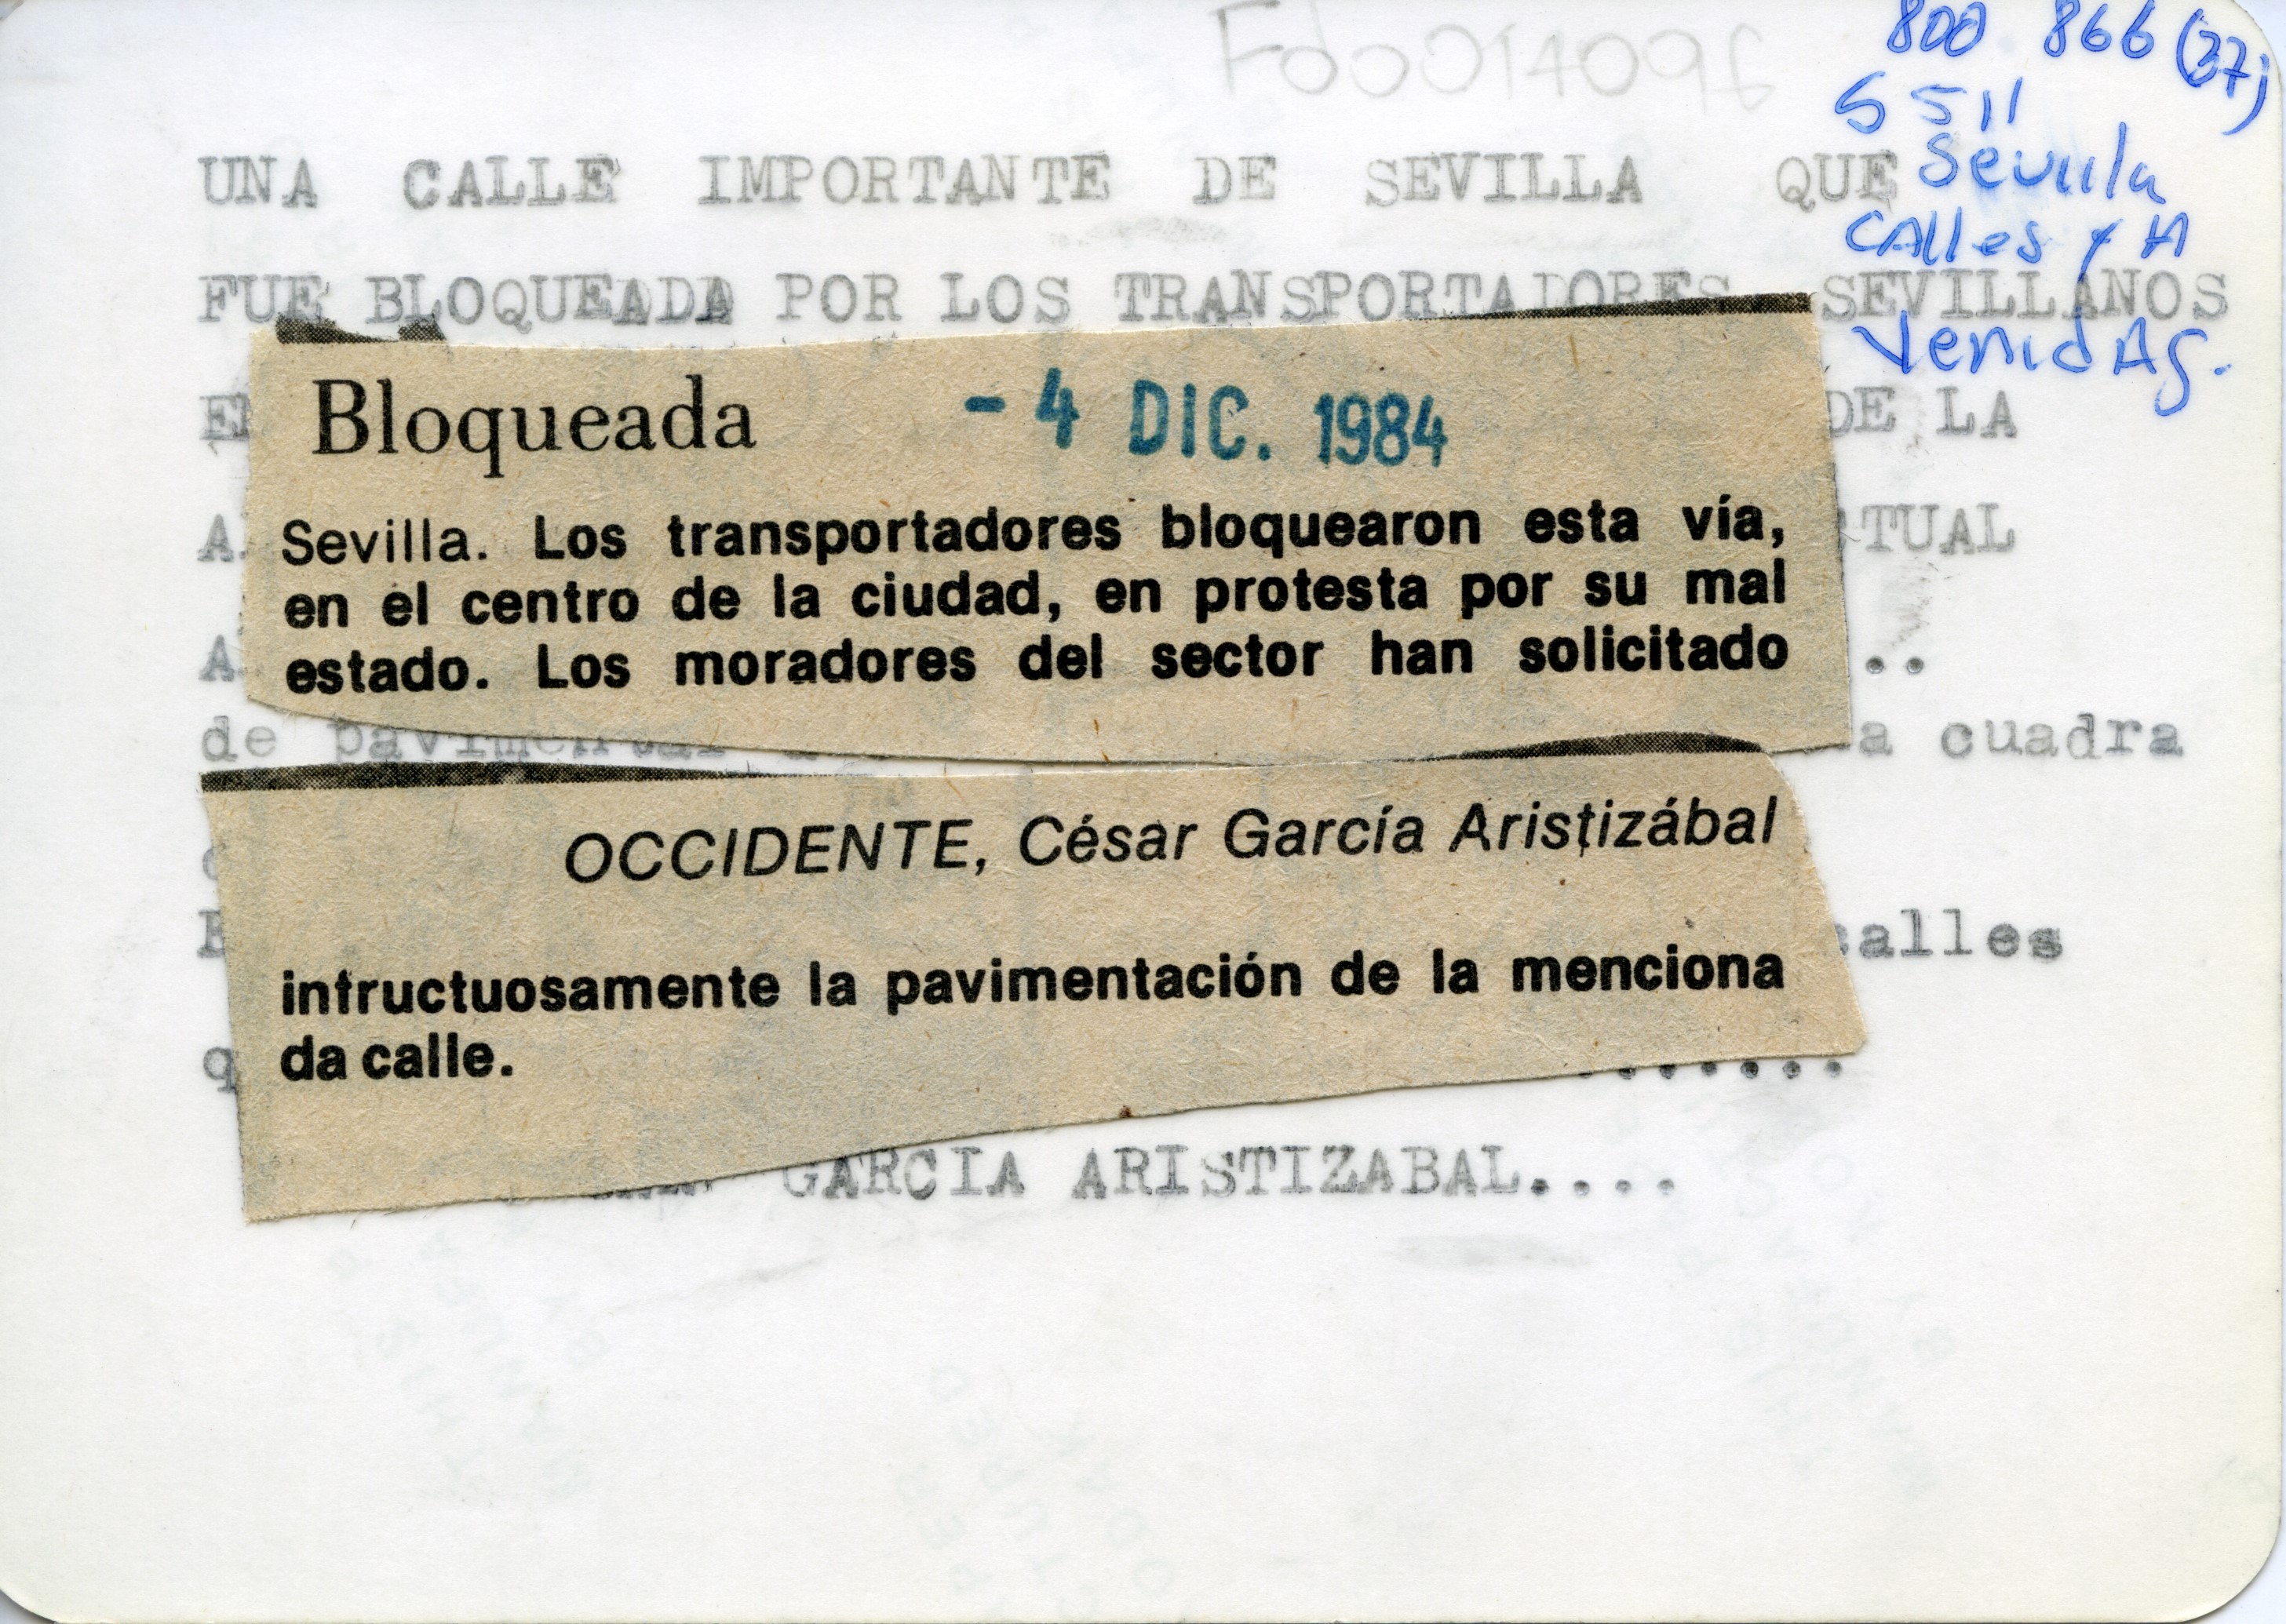 Fd0014096
800 866 (37)
S 511
Sevilla
CAlles y A
VenidAs.
UNA CALLE IMPORTANTE DE SEVILLA QUE
FUE BLOQUEADA POR LOS TRANSPORTADORES SEVILLANOS
DE LA
TUAL
..
de pavimentar
a cuadra
calles
.......
GARCIA ARISTIZABAL....
Bloqueada
- 4 DIC. 1984
Sevilla. Los transportadores bloquearon esta vía,
en el centro de la ciudad, en protesta por su mal
estado. Los moradores del sector han solicitado
OCCIDENTE, César García Aristizábal
infructuosamente la pavimentación de la menciona
da calle.